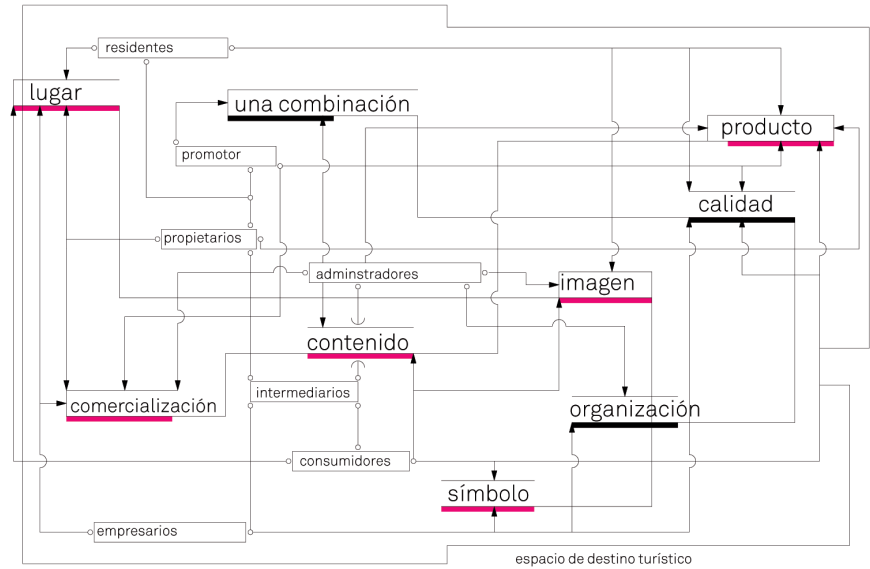 residentes
lugar
una combinación
producto
promotor
calidad
propietarios
adminstradores
imagen
contenido
intermediarios
comercialización
organización
consumidores
símbolo
empresarios
espacio de destino turístico